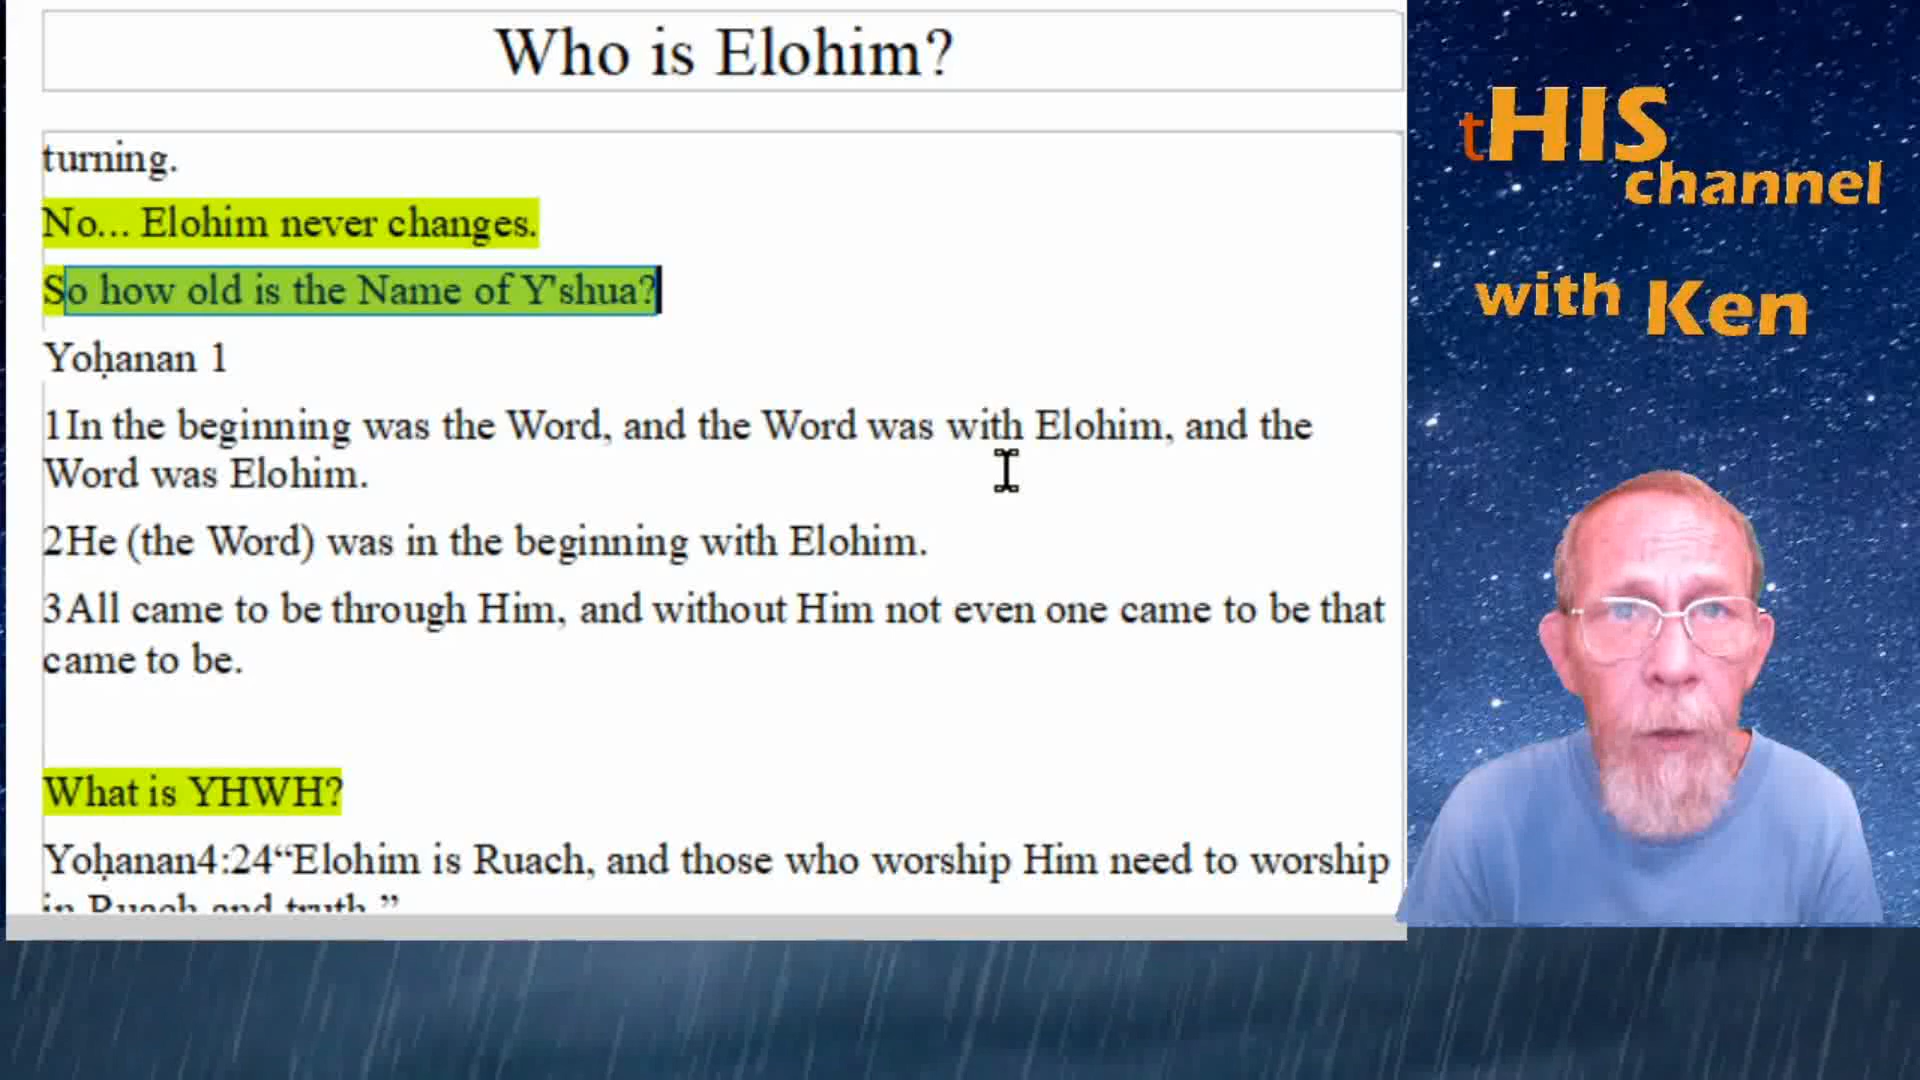 Who is Elohim?
turning.
No... Elohim never changes.
So how old is the Name of Y'shua?
Yoḥanan 1
1In the beginning was the Word, and the Word was with Elohim, and the
Word was Elohim.
2He (the Word) was in the beginning with Elohim.
3All came to be through Him, and without Him not even one came to be that
came to be.
What is YHWH?
Yoḥanan4:24“Elohim is Ruach, and those who worship Him need to worship
in Ruach and truth.”
tHIS
channel
with Ken